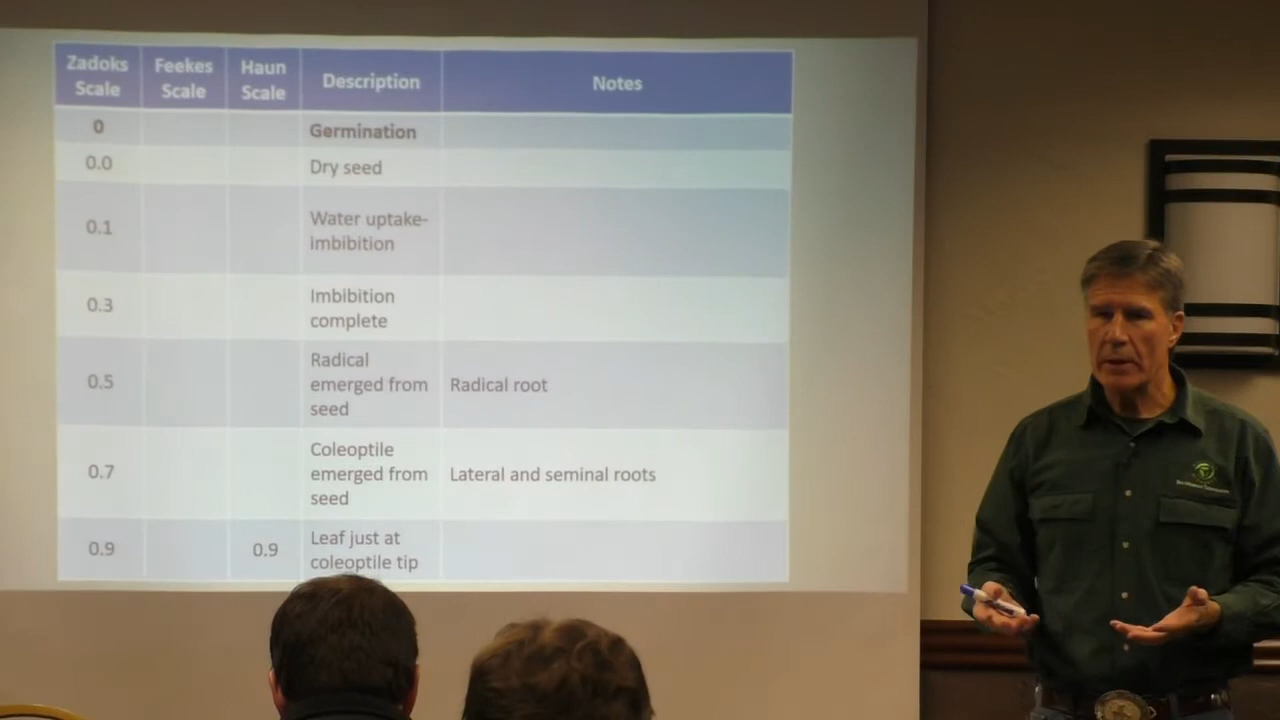 Zadoks Scale
Feekes Scale
Haun Scale
Description
Notes
0
Germination
0.0
Dry seed
0.1
Water uptake-
imbibition
0.3
Imbibition
complete
0.5
Radical
emerged from
seed
Radical root
0.7
Coleoptile
emerged from
seed
Lateral and seminal roots
0.9
0.9
Leaf just at
coleoptile tip